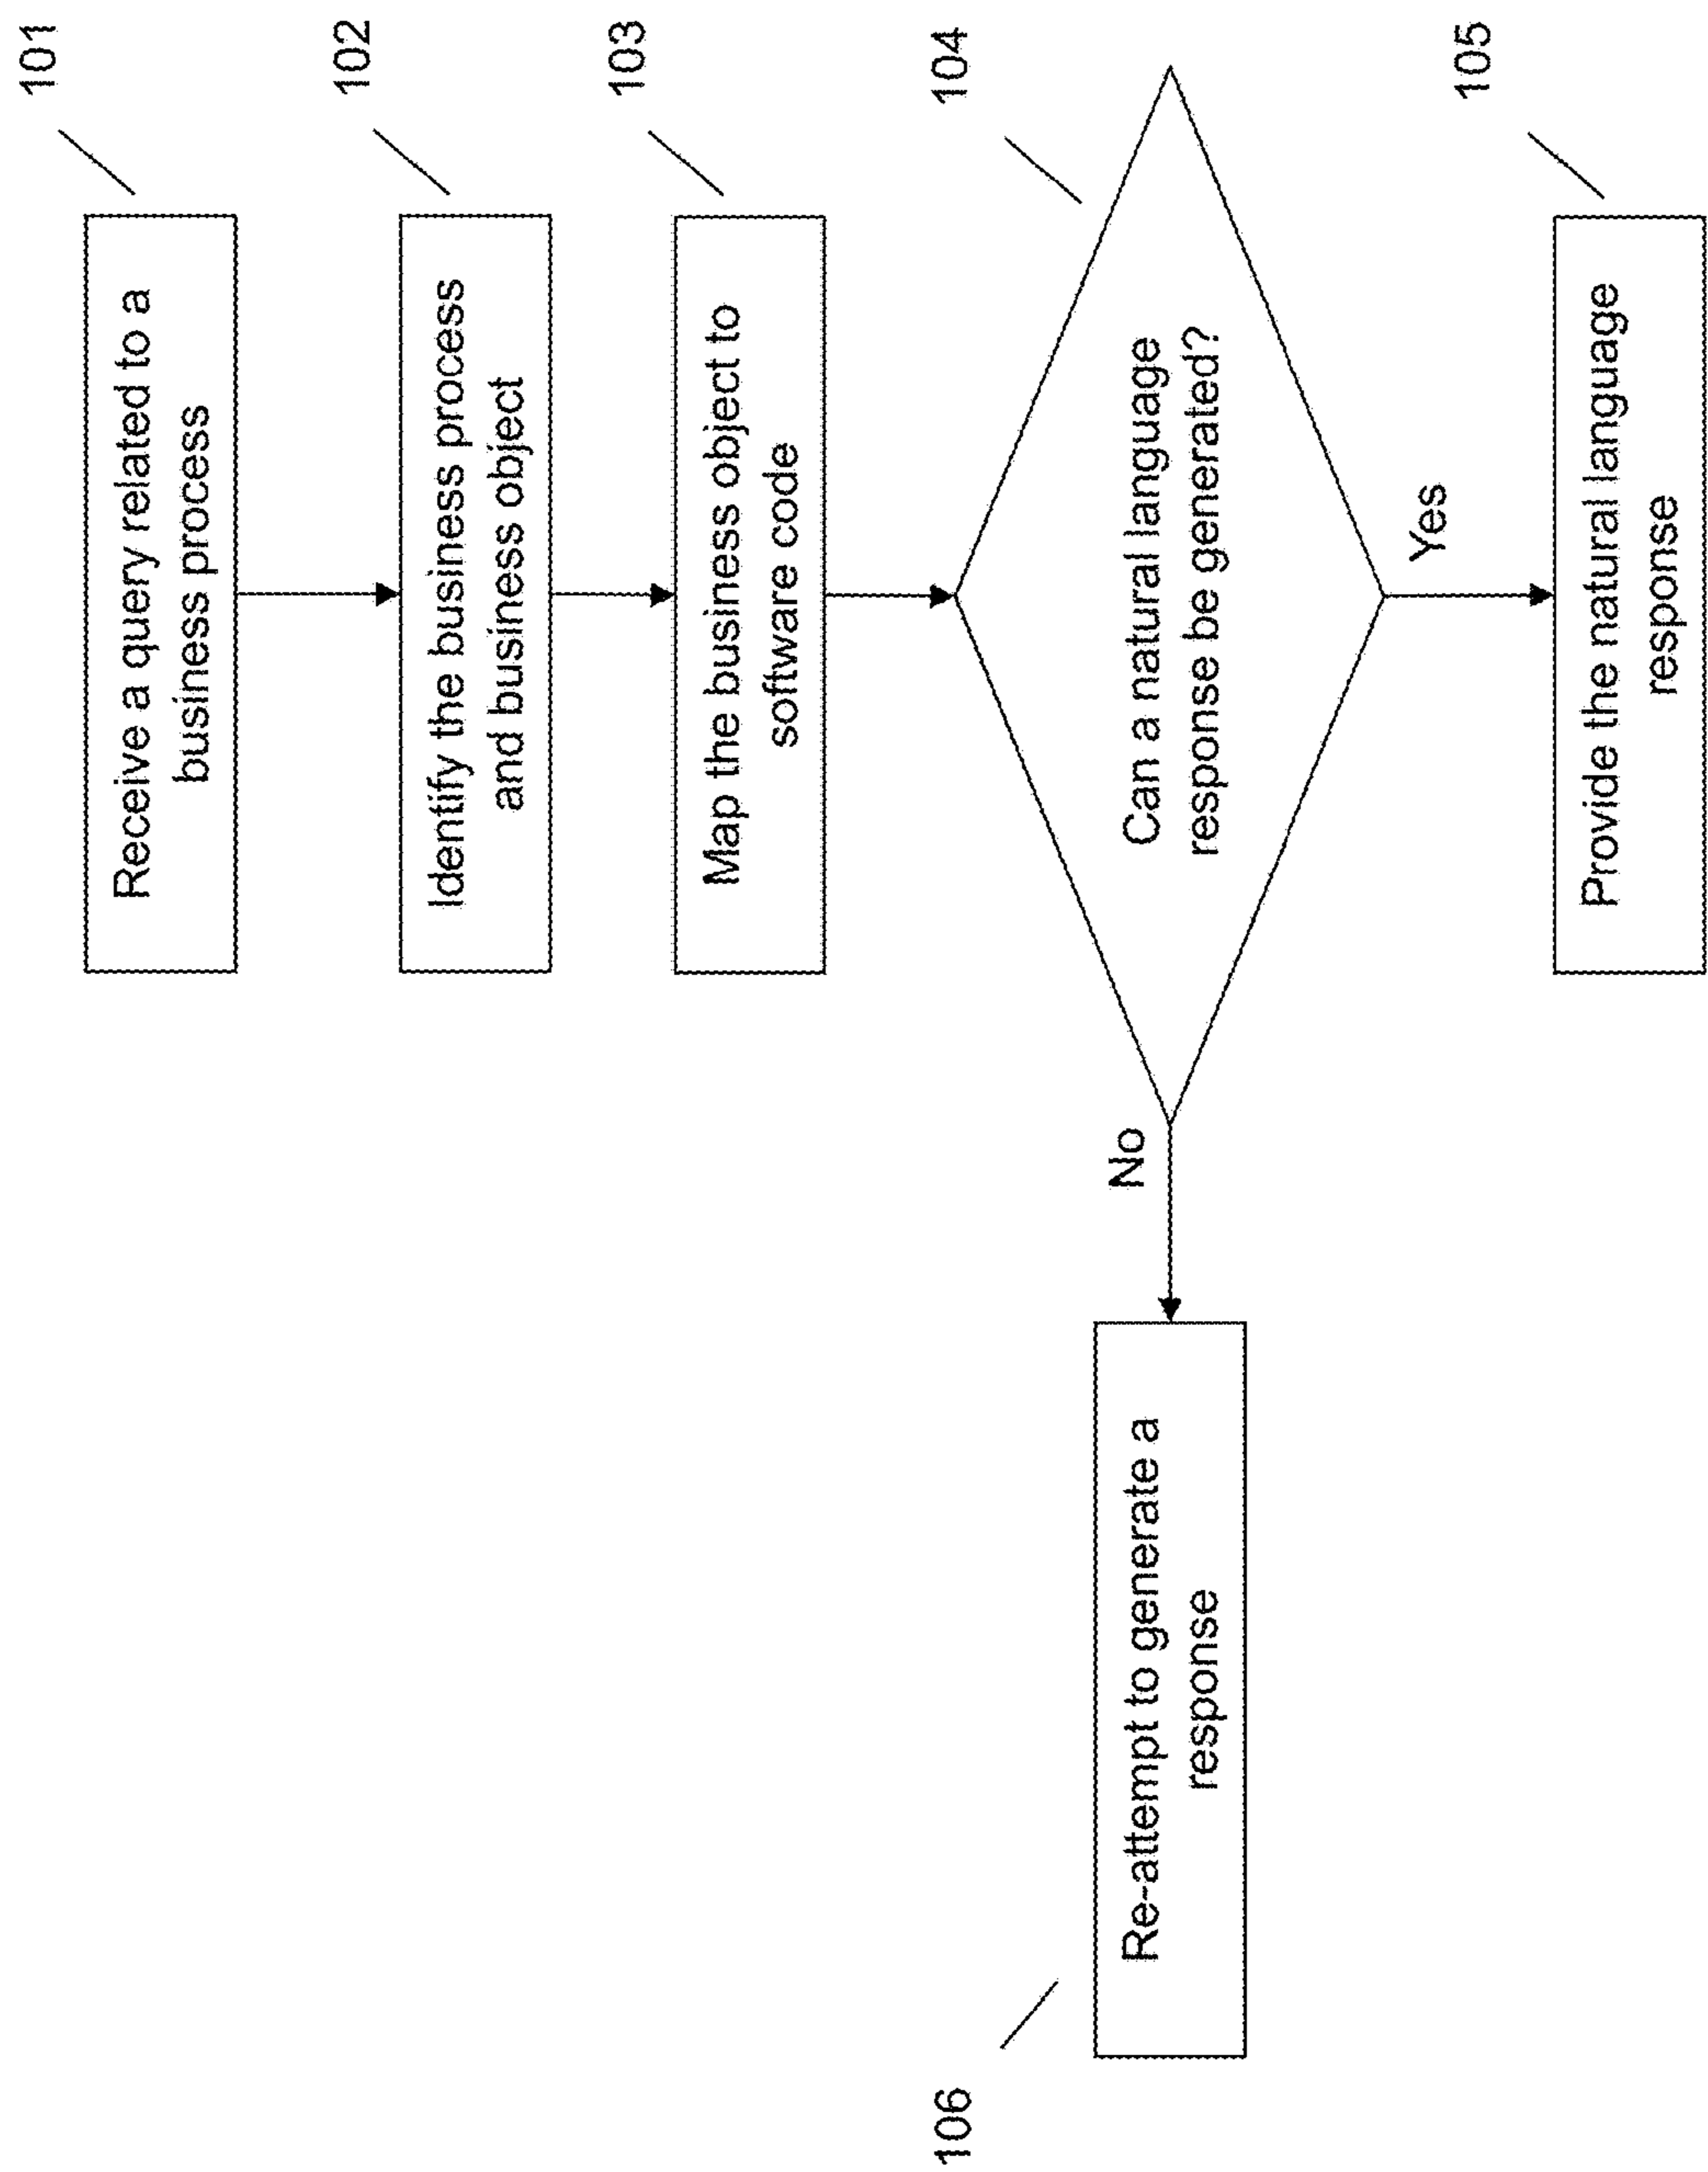 Receive a query related to a
business process
101
Identify the business process
and business object
102
Map the business object to
software code
103
Can a natural language
response be generated?
104
No
Yes
Re-attempt to generate a
response
106
Provide the natural language
response
105